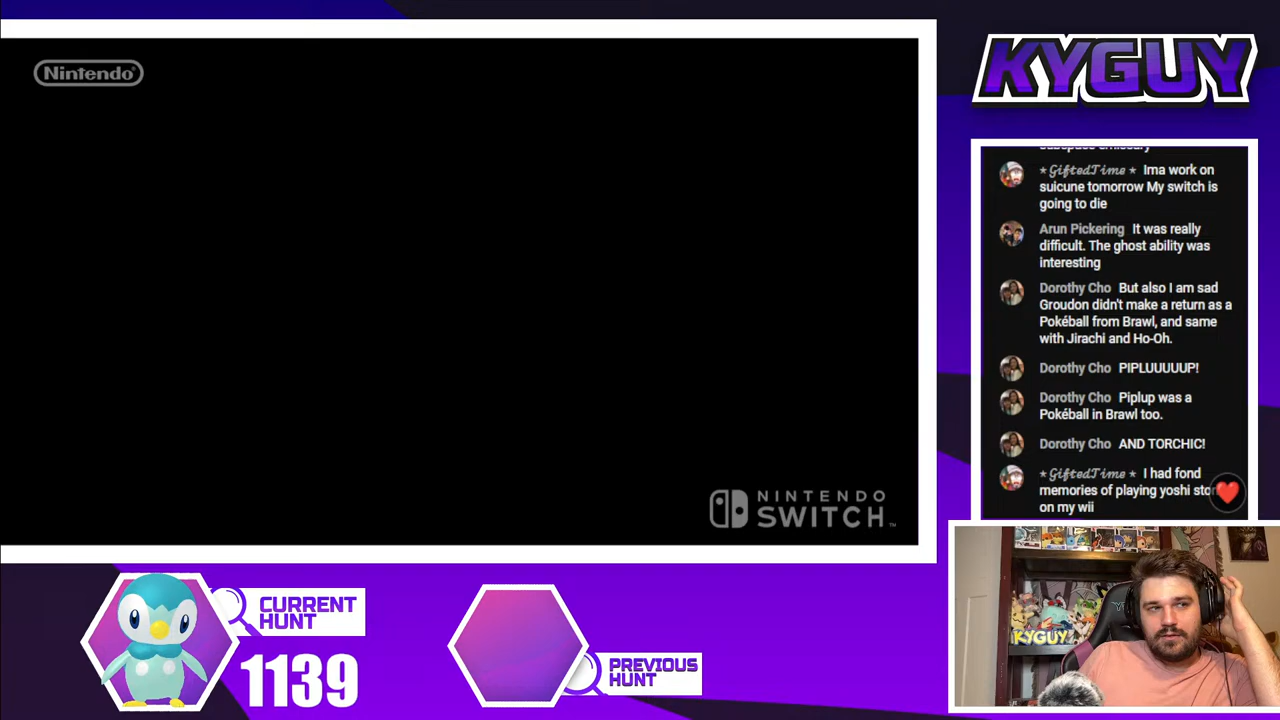 Nintendo
NINTENDO
SWITCH
KYGUY
subspace emissary
⋆ 𝓖𝓲𝓯𝓽𝓮𝓭𝓣𝓲𝓶𝓮 ⋆ Ima work on
suicune tomorrow My switch is
going to die
Arun Pickering It was really
difficult. The ghost ability was
interesting
Dorothy Cho But also I am sad
Groudon didn't make a return as a
Pokéball from Brawl, and same
with Jirachi and Ho-Oh.
Dorothy Cho PIPLUUUUUP!
Dorothy Cho Piplup was a
Pokéball in Brawl too.
Dorothy Cho AND TORCHIC!
⋆ 𝓖𝓲𝓯𝓽𝓮𝓭𝓣𝓲𝓶𝓮 ⋆ I had fond
memories of playing yoshi
on my wii
CURRENT
HUNT
1139
PREVIOUS
HUNT
KYGUY